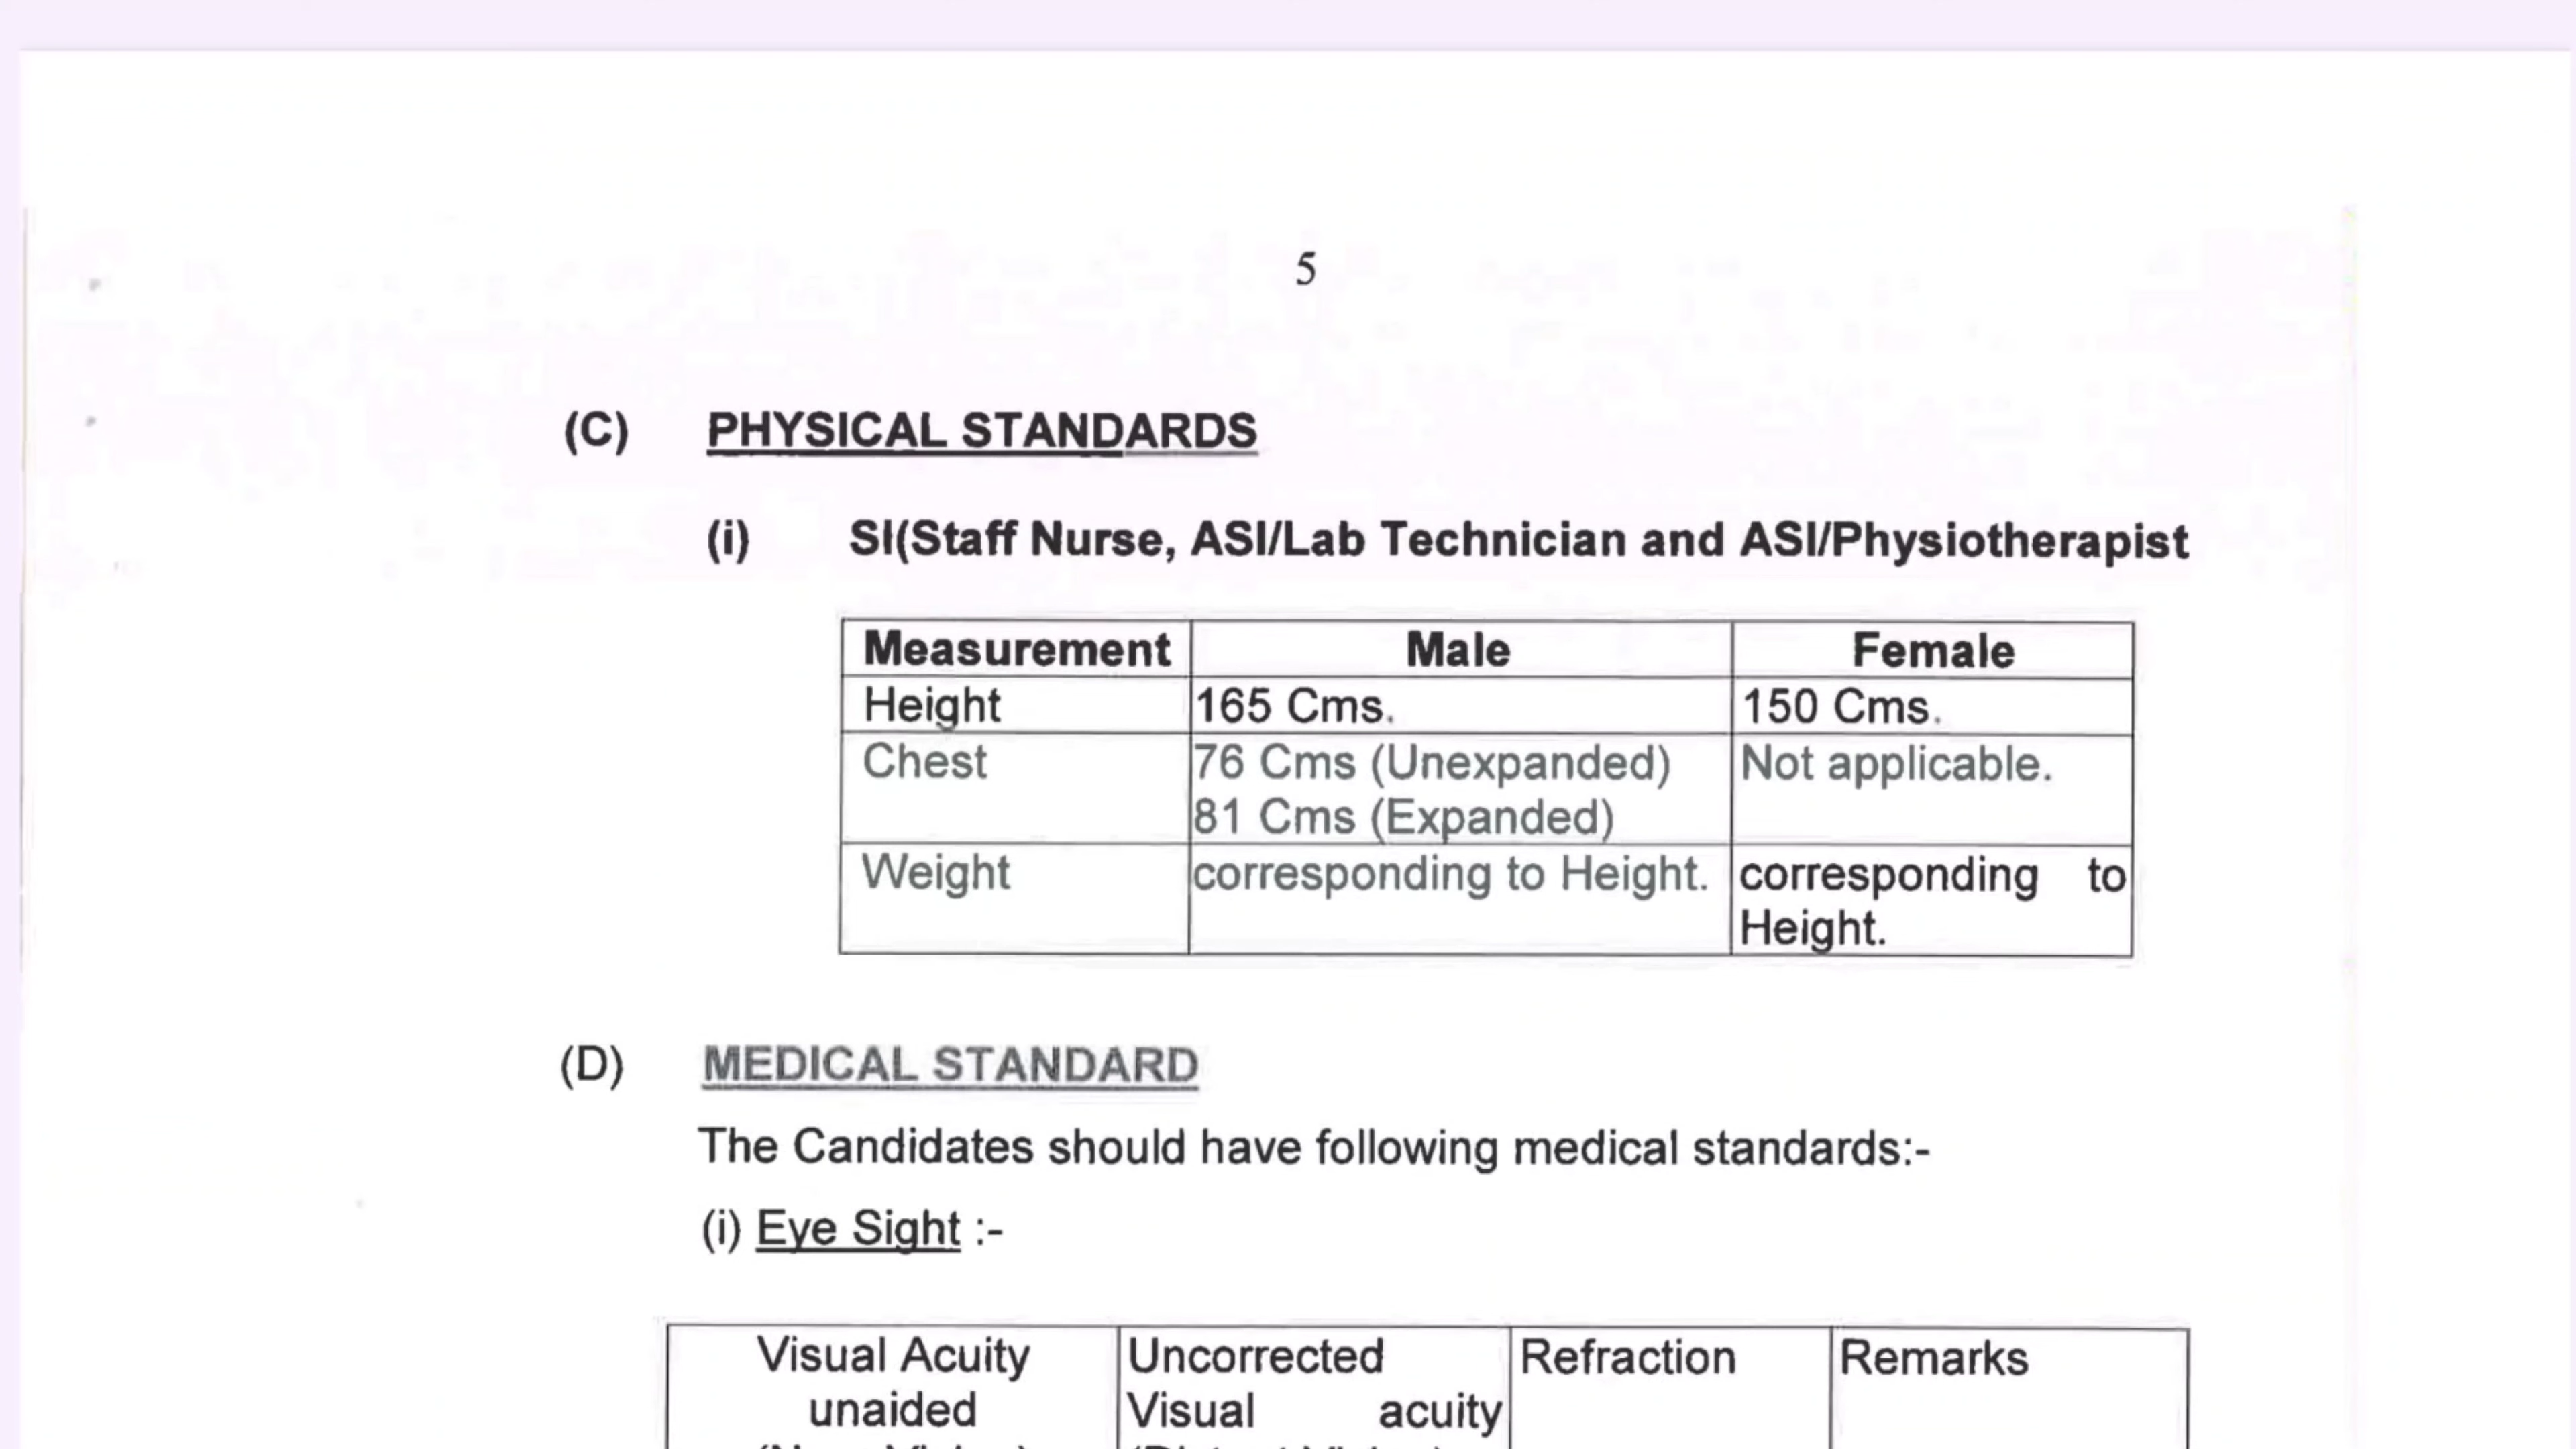 5
(C) PHYSICAL STANDARDS
(i) SI(Staff Nurse, ASI/Lab Technician and ASI/Physiotherapist
Measurement Male Female
Height 165 Cms. 150 Cms.
Chest 76 Cms (Unexpanded) Not applicable.
81 Cms (Expanded)
Weight corresponding to Height. corresponding to
Height.
(D) MEDICAL STANDARD
The Candidates should have following medical standards:-
(i) Eye Sight :-
Visual Acuity Uncorrected Refraction Remarks
unaided Visual acuity